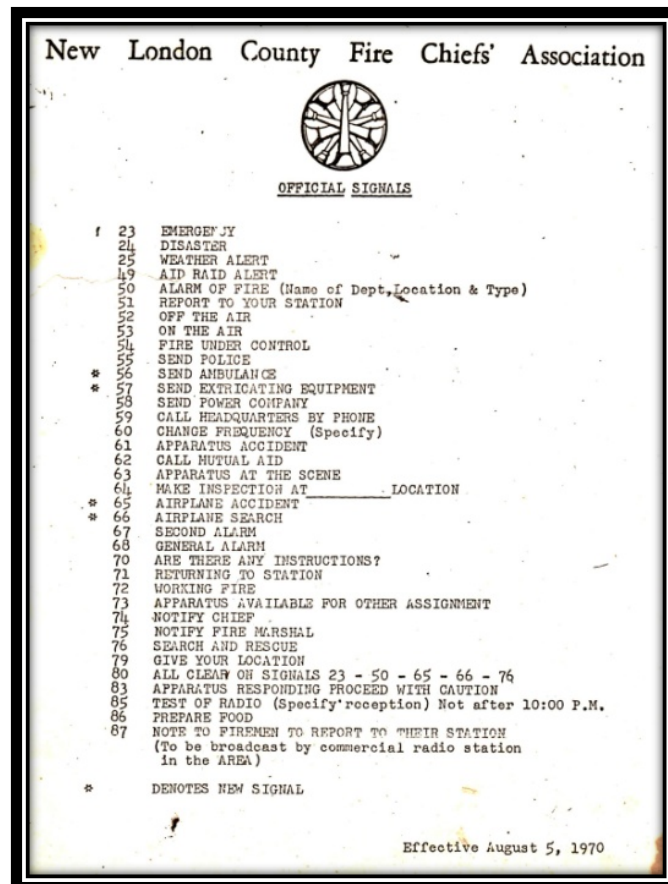 New London County Fire Chiefs' Association
OFFICIAL SIGNALS
23 EMERGENJY
24 DISASTER
25 WEATHER ALERT
49 AID RAID ALERT
50 ALARM OF FIRE (Name of Dept,Location & Type)
51 REPORT TO YOUR STATION
52 OFF THE AIR
53 ON THE AIR
54 FIRE UNDER CONTROL
55 SEND POLICE
* 56 SEND AMBULANCE
* 57 SEND EXTRICATING EQUIPMENT
58 SEND POWER COMPANY
59 CALL HEADQUARTERS BY PHONE
60 CHANGE FREQUENCY (Specify)
61 APPARATUS ACCIDENT
62 CALL MUTUAL AID
63 APPARATUS AT THE SCENE
64 MAKE INSPECTION AT__________LOCATION
* 65 AIRPLANE ACCIDENT
* 66 AIRPLANE SEARCH
67 SECOND ALARM
68 GENERAL ALARM
70 ARE THERE ANY INSTRUCTIONS?
71 RETURNING TO STATION
72 WORKING FIRE
73 APPARATUS AVAILABLE FOR OTHER ASSIGNMENT
74 NOTIFY CHIEF
75 NOTIFY FIRE MARSHAL
76 SEARCH AND RESCUE
79 GIVE YOUR LOCATION
80 ALL CLEAR ON SIGNALS 23 - 50 - 65 - 66 - 76
83 APPARATUS RESPONDING PROCEED WITH CAUTION
85 TEST OF RADIO (Specify reception) Not after 10:00 P.M.
86 PREPARE FOOD
87 NOTE TO FIREMEN TO REPORT TO THEIR STATION
(To be broadcast by commercial radio station
in the AREA)
* DENOTES NEW SIGNAL
Effective August 5, 1970